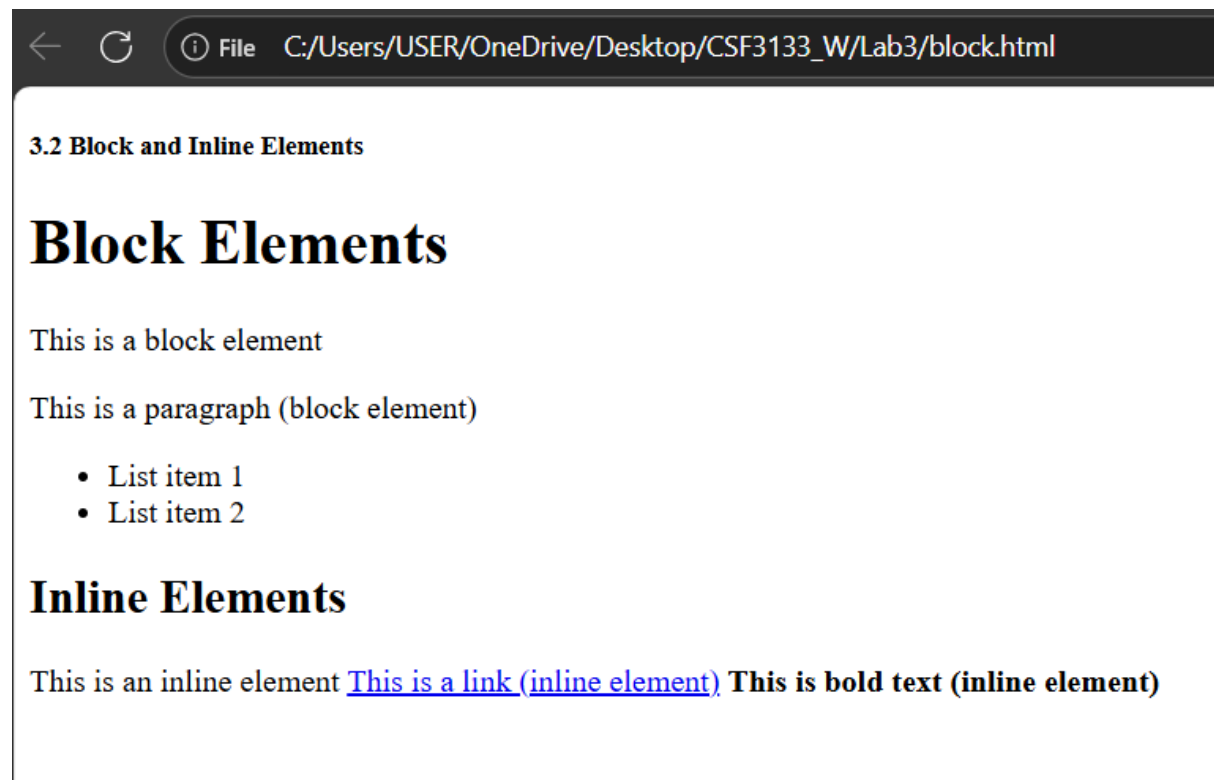 File C:/Users/USER/OneDrive/Desktop/CSF3133_W/Lab3/block.html
3.2 Block and Inline Elements
Block Elements
This is a block element
This is a paragraph (block element)
• List item 1
• List item 2
Inline Elements
This is an inline element This is a link (inline element) This is bold text (inline element)